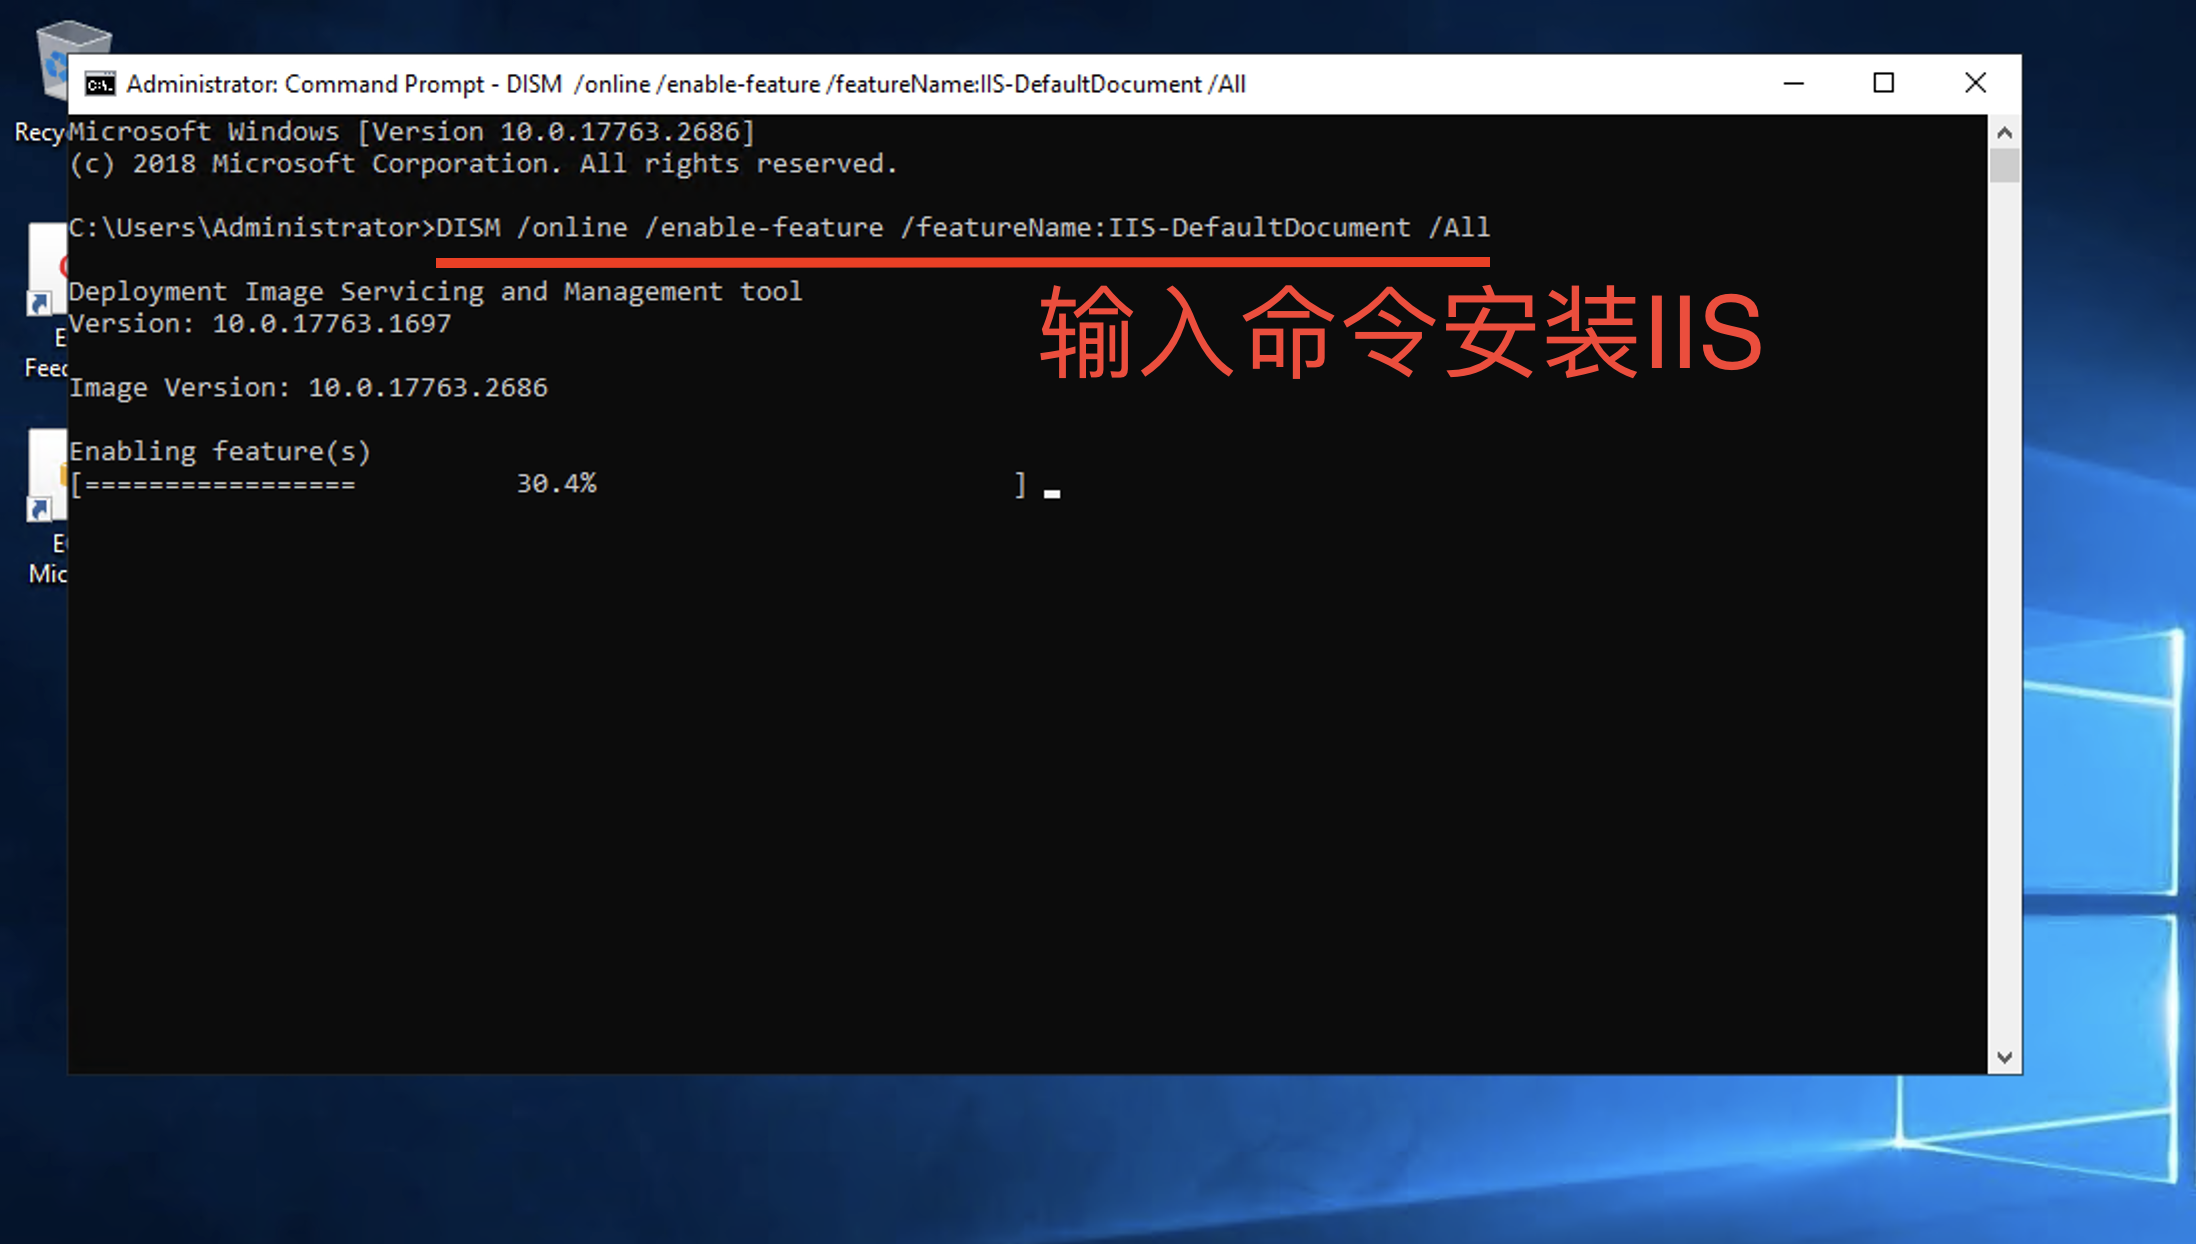 Administrator: Command Prompt - DISM  /online /enable-feature /featureName:IIS-DefaultDocument /All
Microsoft Windows [Version 10.0.17763.2686]
(c) 2018 Microsoft Corporation. All rights reserved.
C:\Users\Administrator>DISM /online /enable-feature /featureName:IIS-DefaultDocument /All
输入命令安装IIS
Deployment Image Servicing and Management tool
Version: 10.0.17763.1697
Image Version: 10.0.17763.2686
Enabling feature(s)
[=================          30.4%                          ]
Recy
E
Feed
E
Mic